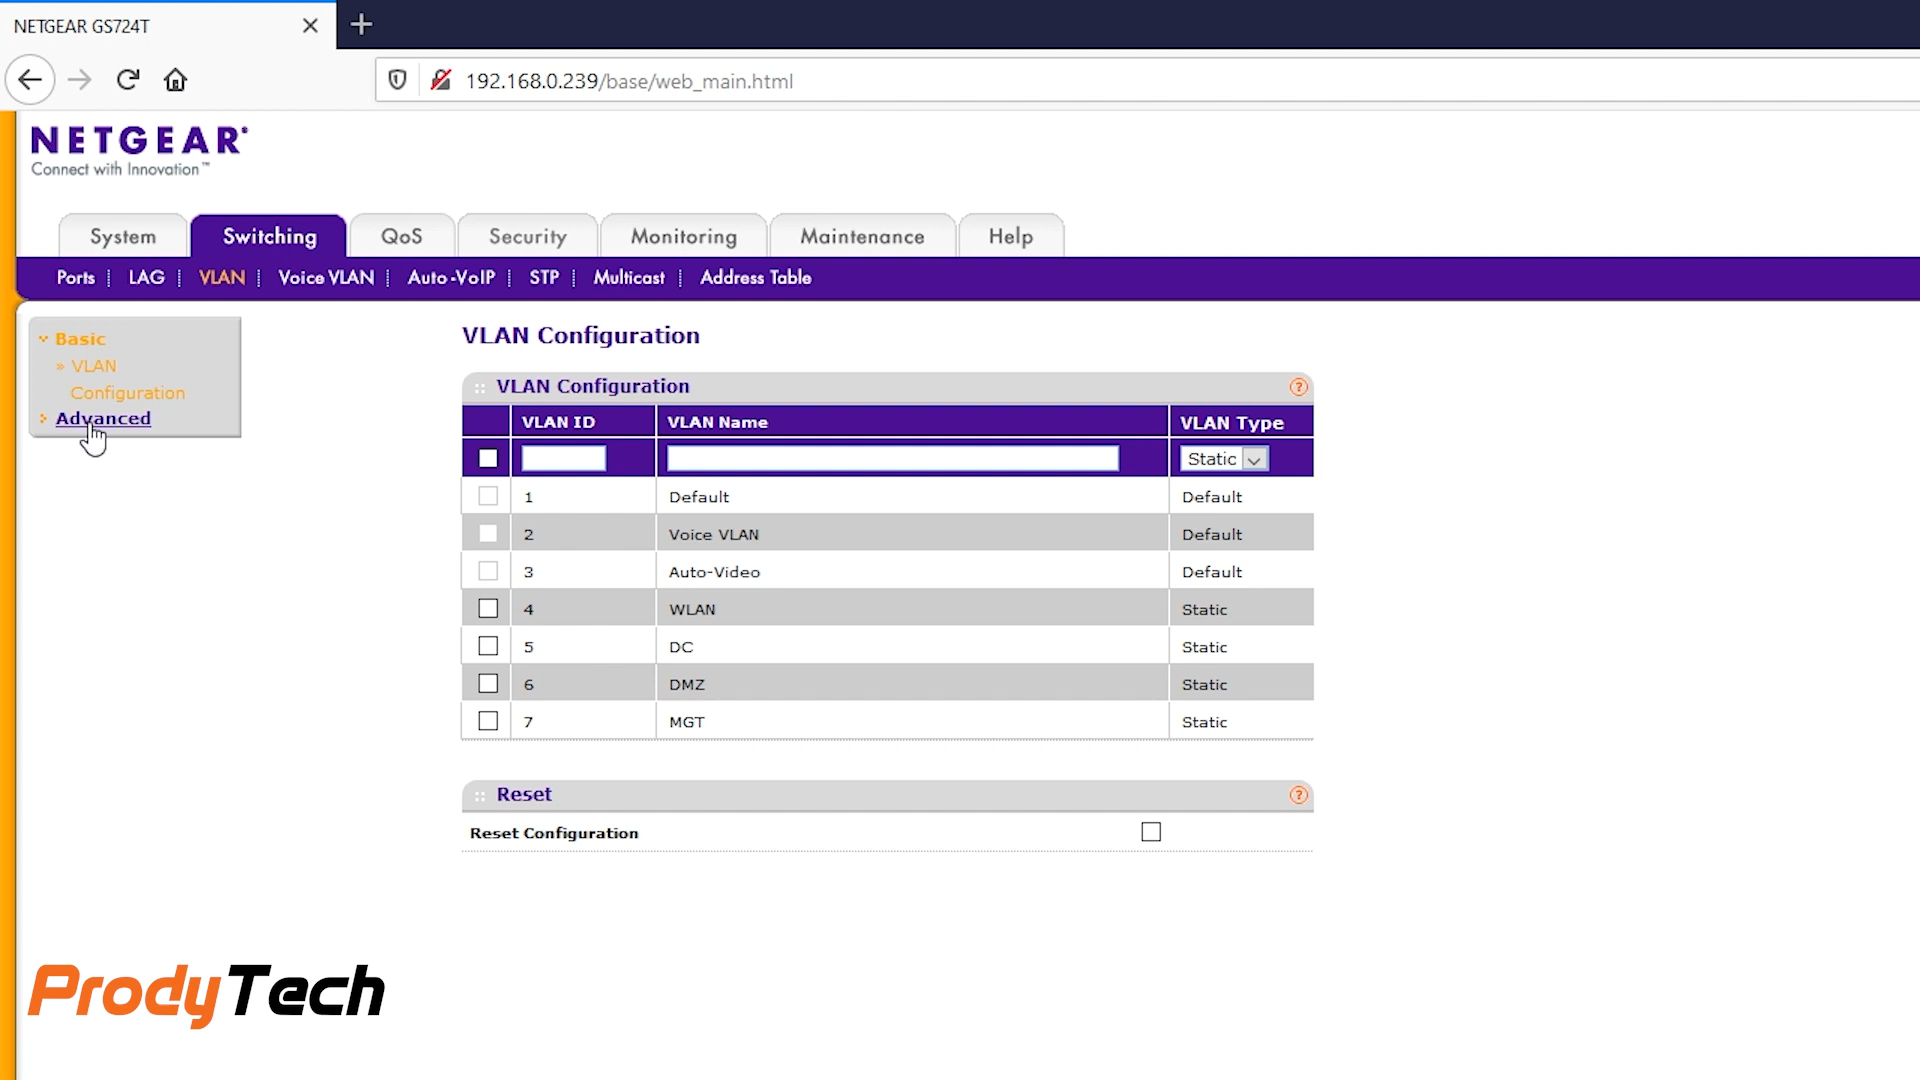 NETGEAR GS724T
192.168.0.239/base/web_main.html
NETGEAR®
Connect with Innovation™
System Switching QoS Security Monitoring Maintenance Help
Ports LAG VLAN Voice VLAN Auto-VoIP STP Multicast Address Table
Basic
» VLAN
Configuration
Advanced
VLAN Configuration
VLAN Configuration ?
VLAN ID VLAN Name VLAN Type
Static
1 Default Default
2 Voice VLAN Default
3 Auto-Video Default
4 WLAN Static
5 DC Static
6 DMZ Static
7 MGT Static
Reset ?
Reset Configuration
ProdyTech